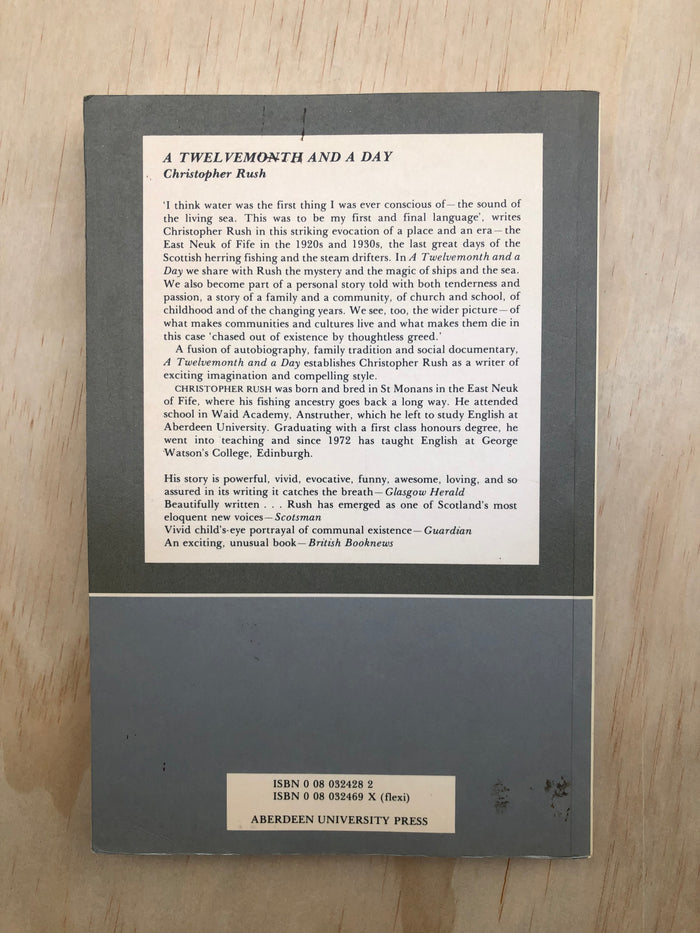 A TWELVEMONTH AND A DAY
Christopher Rush
'I think water was the first thing I was ever conscious of—the sound of
the living sea. This was to be my first and final language', writes
Christopher Rush in this striking evocation of a place and an era—the
East Neuk of Fife in the 1920s and 1930s, the last great days of the
Scottish herring fishing and the steam drifters. In A Twelvemonth and a
Day we share with Rush the mystery and the magic of ships and the sea.
We also become part of a personal story told with both tenderness and
passion, a story of a family and a community, of church and school, of
childhood and of the changing years. We see, too, the wider picture—of
what makes communities and cultures live and what makes them die in
this case 'chased out of existence by thoughtless greed.'
A fusion of autobiography, family tradition and social documentary,
A Twelvemonth and a Day establishes Christopher Rush as a writer of
exciting imagination and compelling style.
CHRISTOPHER RUSH was born and bred in St Monans in the East Neuk
of Fife, where his fishing ancestry goes back a long way. He attended
school in Waid Academy, Anstruther, which he left to study English at
Aberdeen University. Graduating with a first class honours degree, he
went into teaching and since 1972 has taught English at George
Watson's College, Edinburgh.
His story is powerful, vivid, evocative, funny, awesome, loving, and so
assured in its writing it catches the breath—Glasgow Herald
Beautifully written . . . Rush has emerged as one of Scotland's most
eloquent new voices—Scotsman
Vivid child's-eye portrayal of communal existence—Guardian
An exciting, unusual book—British Booknews
ISBN 0 08 032428 2
ISBN 0 08 032469 X (flexi)
ABERDEEN UNIVERSITY PRESS